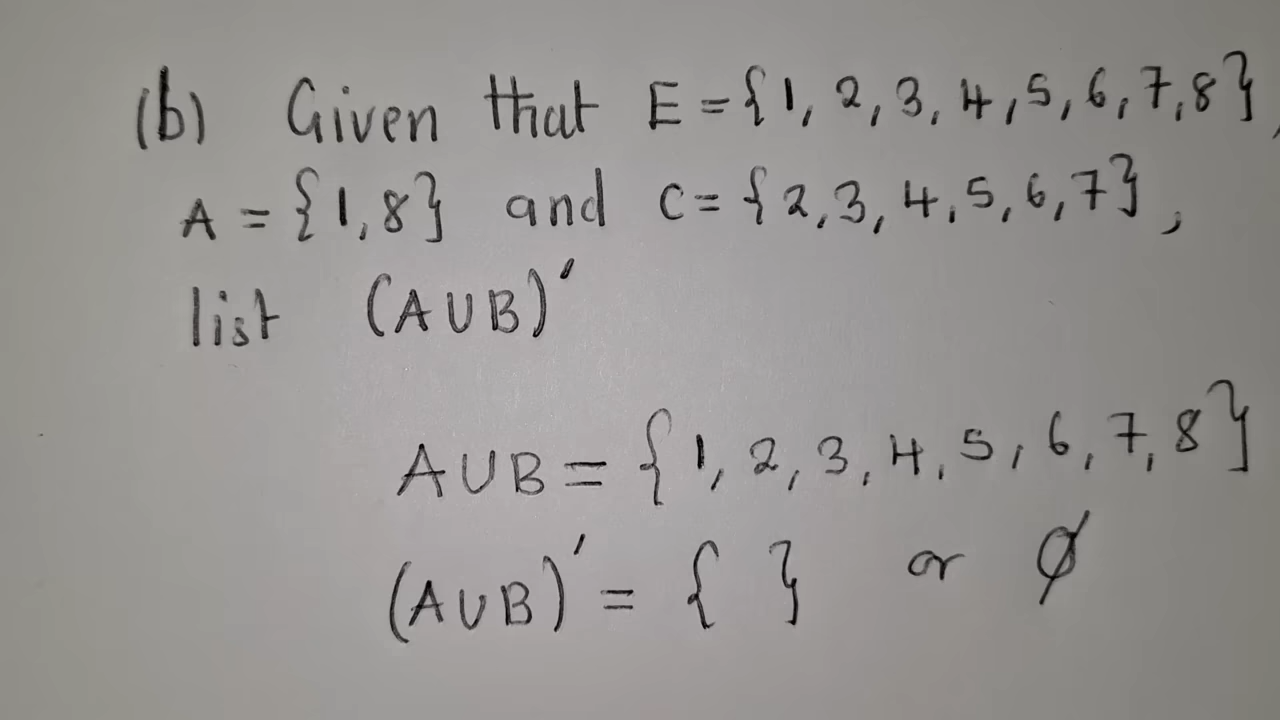 (b) Given that E = {1, 2, 3, 4, 5, 6, 7, 8},
A = {1, 8} and C = {2, 3, 4, 5, 6, 7},
list (A∪B)′
A∪B = {1, 2, 3, 4, 5, 6, 7, 8}
(A∪B)′ = { } or ∅